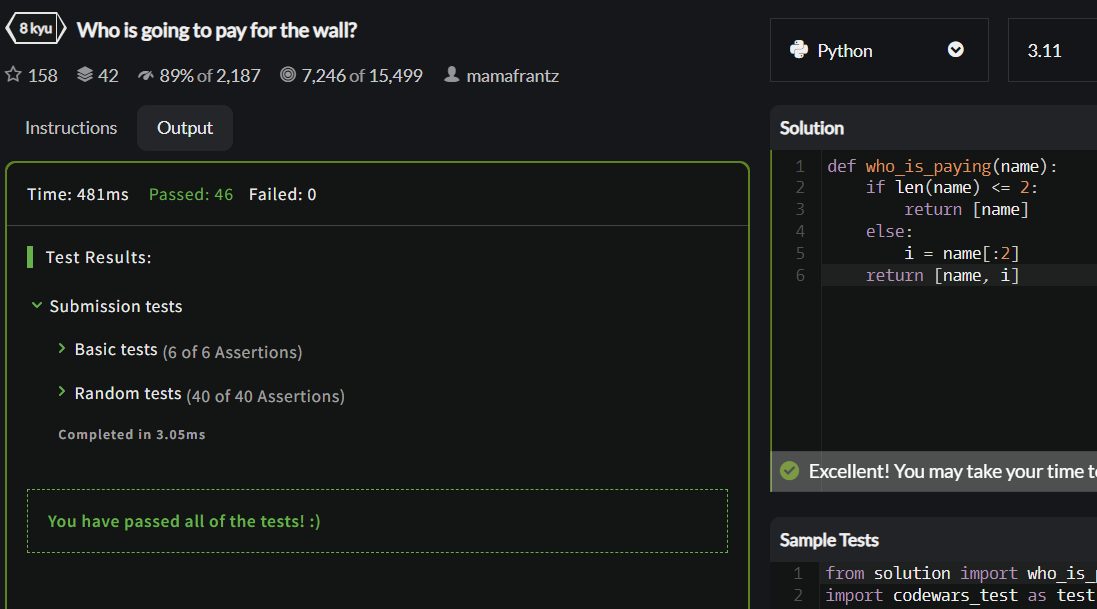 8 kyu Who is going to pay for the wall?
158 42 89% of 2,187 7,246 of 15,499 mamafrantz
Instructions Output
Time: 481ms Passed: 46 Failed: 0
Test Results:
Submission tests
Basic tests (6 of 6 Assertions)
Random tests (40 of 40 Assertions)
Completed in 3.05ms
You have passed all of the tests! :)
Python 3.11
Solution
1 def who_is_paying(name):
2     if len(name) <= 2:
3         return [name]
4     else:
5         i = name[:2]
6     return [name, i]
Excellent! You may take your time
Sample Tests
1 from solution import who_is_
2 import codewars_test as test